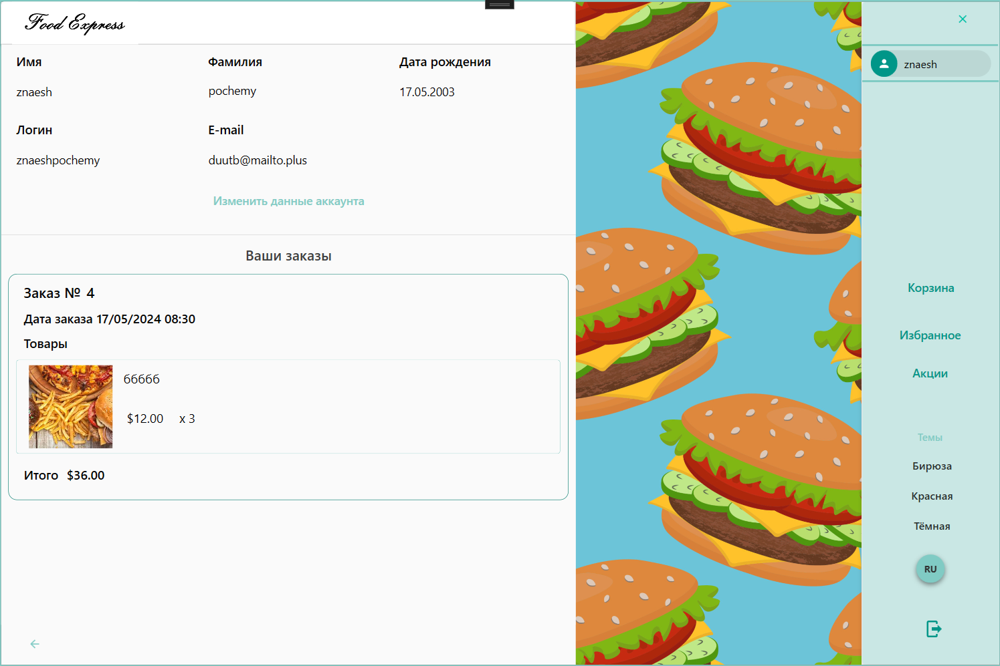 Food Express
Имя
Фамилия
Дата рождения
znaesh
pochemy
17.05.2003
Логин
E-mail
znaeshpochemy
duutb@mailto.plus
Изменить данные аккаунта
Ваши заказы
Заказ № 4
Дата заказа 17/05/2024 08:30
Товары
66666
$12.00 x 3
Итого $36.00
znaesh
Корзина
Избранное
Акции
Темы
Бирюза
Красная
Тёмная
RU